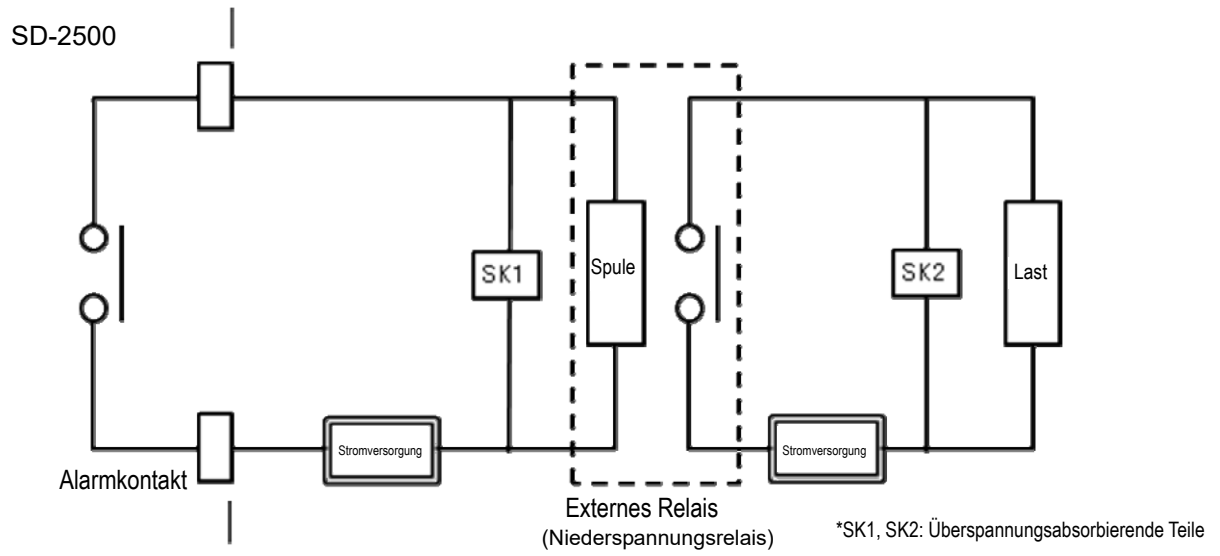 SD-2500
SK1
Spule
SK2
Last
Stromversorgung
Stromversorgung
Alarmkontakt
Externes Relais
(Niederspannungsrelais)
*SK1, SK2: Überspannungsabsorbierende Teile